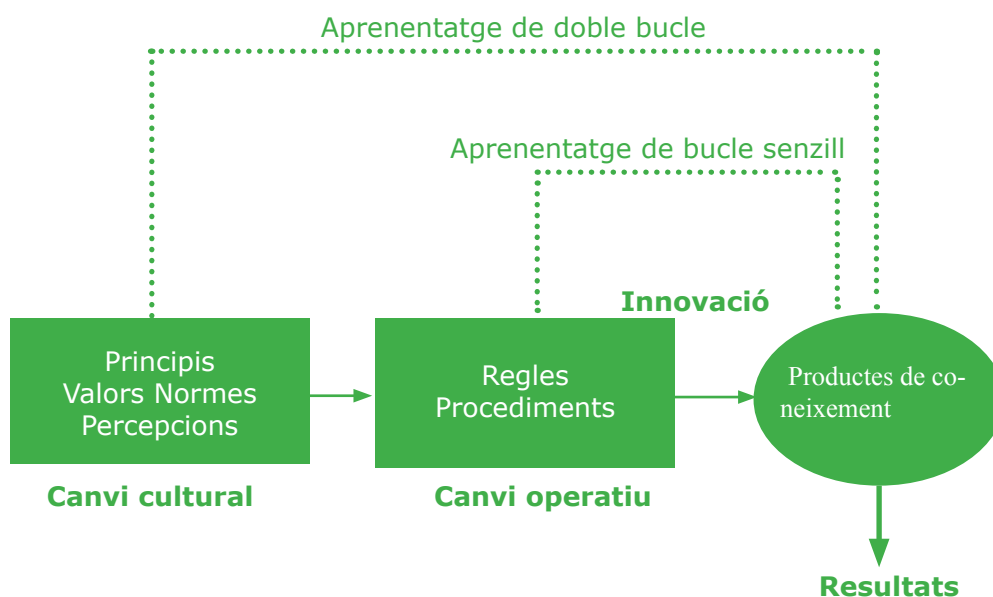 Aprenentatge de doble bucle
Aprenentatge de bucle senzill
Innovació
Principis
Valors Normes
Percepcions
Regles
Procediments
Productes de co-
neixement
Canvi cultural
Canvi operatiu
Resultats